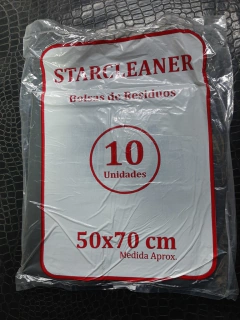 STARCLEANER
Bolsas de Residuos
10
Unidades
50x70 cm
Medida Aprox.